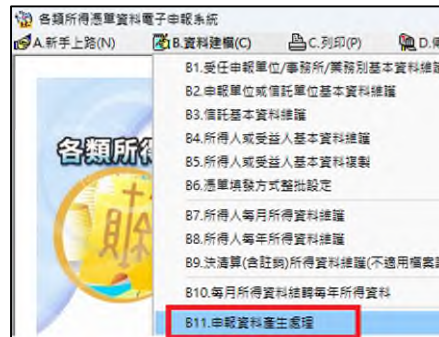 各類所得憑單資料電子申報系統
A.新手上路(N) B.資料建檔(C) C.列印(P) D.
B1.受任申報單位/事務所/業務別基本資料維護
B2.申報單位或信託單位基本資料維護
B3.信託基本資料維護
B4.所得人或受益人基本資料維護
B5.所得人或受益人基本資料複製
B6.憑單填發方式整批設定
各類所得
B7.所得人每月所得資料維護
B8.所得人每年所得資料維護
B9.決清算(含註銷)所得資料維護(不適用檔案
B10.每月所得資料結轉每年所得資料
B11.申報資料產生處理